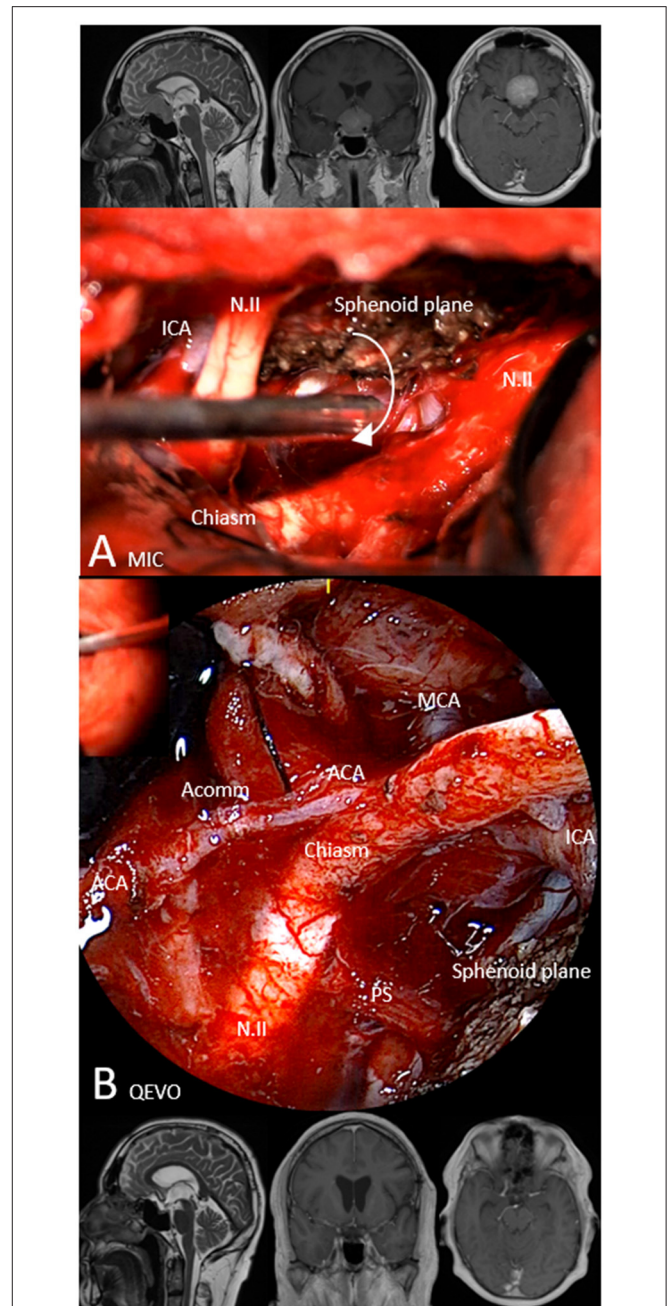 N.II
Sphenoid plane
ICA
N.II
Chiasm
A MIC
MCA
ACA
Acomm
ICA
Chiasm
ACA
Sphenoid plane
PS
N.II
B QEVO